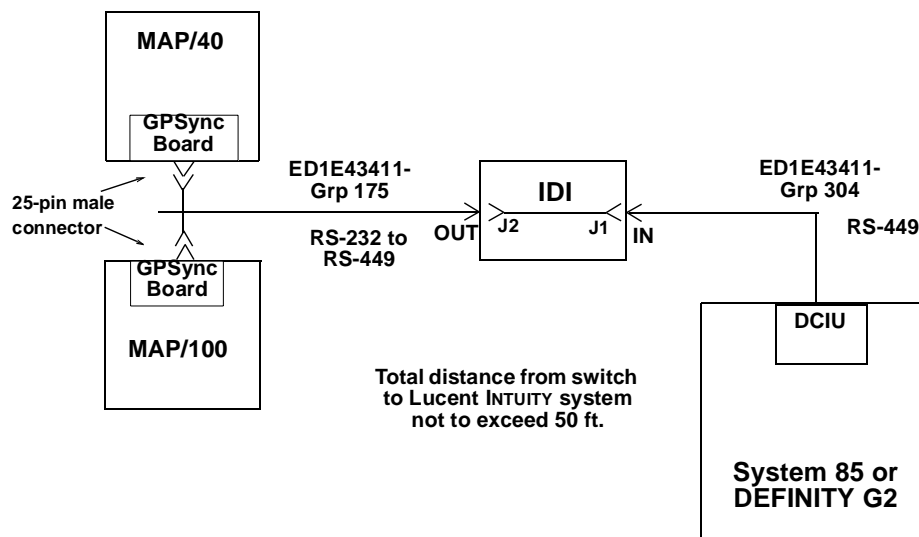 MAP/40
GPSync
Board
25-pin male
connector
ED1E43411-
Grp 175
RS-232 to
RS-449
OUT
IDI
J2
J1
IN
ED1E43411-
Grp 304
RS-449
GPSync
Board
MAP/100
DCIU
Total distance from switch
to Lucent INTUITY system
not to exceed 50 ft.
System 85 or
DEFINITY G2